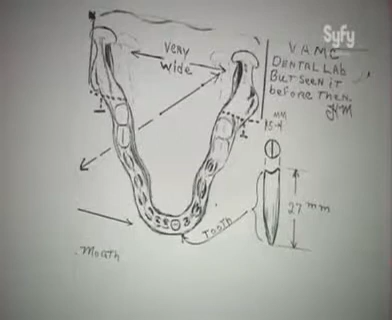 Syfy
VERY
wide
VAMC
DENTAL LAB
BUT SEEN IT
before Then.
MM
15-4
27 mm
TOOTH
Mouth